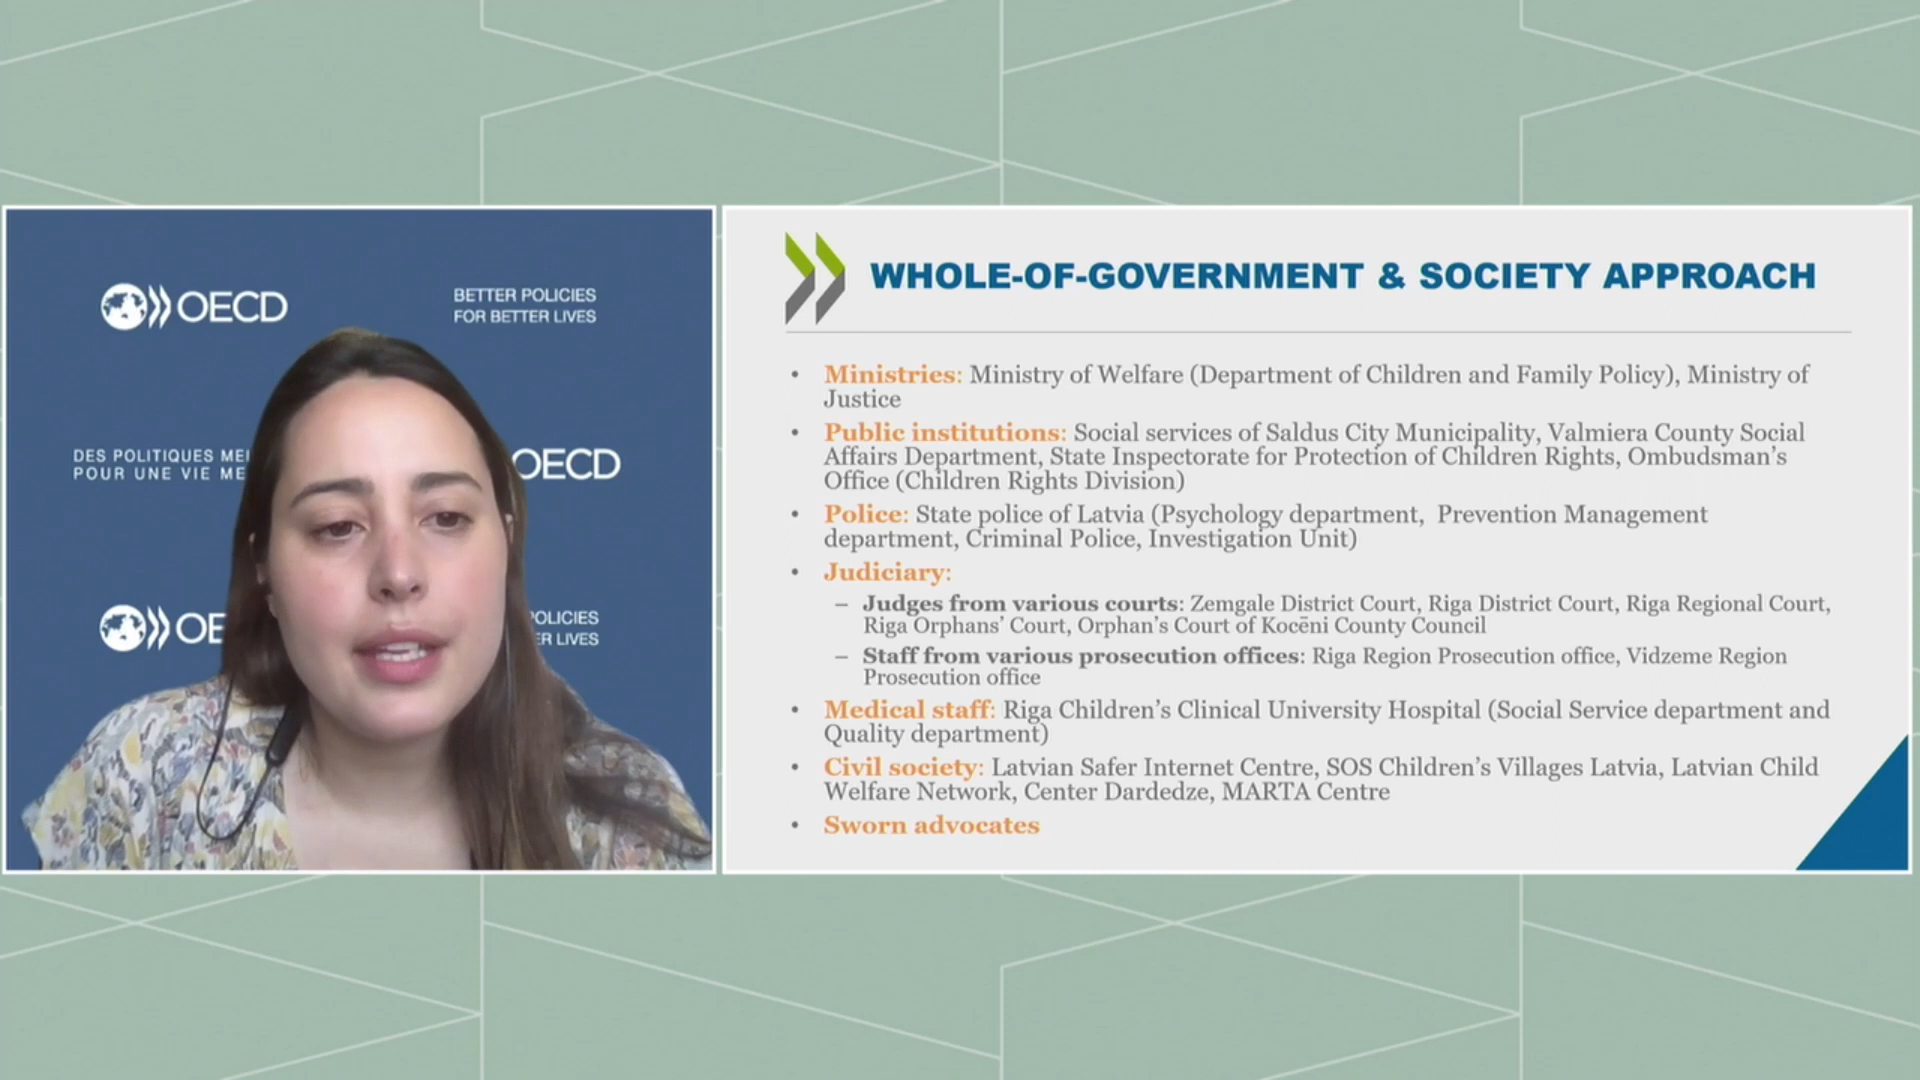 OECD
BETTER POLICIES
FOR BETTER LIVES
DES POLITIQUES
POUR UNE VIE
OECD
OE
POLICIES
LIVES
WHOLE-OF-GOVERNMENT & SOCIETY APPROACH
• Ministries: Ministry of Welfare (Department of Children and Family Policy), Ministry of
Justice
• Public institutions: Social services of Saldus City Municipality, Valmiera County Social
Affairs Department, State Inspectorate for Protection of Children Rights, Ombudsman’s
Office (Children Rights Division)
• Police: State police of Latvia (Psychology department, Prevention Management
department, Criminal Police, Investigation Unit)
• Judiciary:
– Judges from various courts: Zemgale District Court, Riga District Court, Riga Regional Court,
Riga Orphans’ Court, Orphan’s Court of Kocēni County Council
– Staff from various prosecution offices: Riga Region Prosecution office, Vidzeme Region
Prosecution office
• Medical staff: Riga Children’s Clinical University Hospital (Social Service department and
Quality department)
• Civil society: Latvian Safer Internet Centre, SOS Children’s Villages Latvia, Latvian Child
Welfare Network, Center Dardedze, MARTA Centre
• Sworn advocates